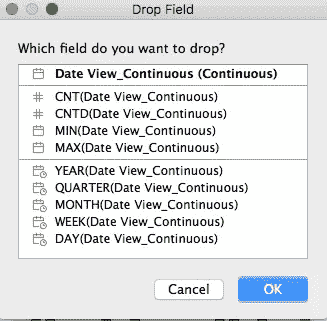 Drop Field
Which field do you want to drop?
Date View_Continuous (Continuous)
CNT(Date View_Continuous)
CNTD(Date View_Continuous)
MIN(Date View_Continuous)
MAX(Date View_Continuous)
YEAR(Date View_Continuous)
QUARTER(Date View_Continuous)
MONTH(Date View_Continuous)
WEEK(Date View_Continuous)
DAY(Date View_Continuous)
Cancel OK